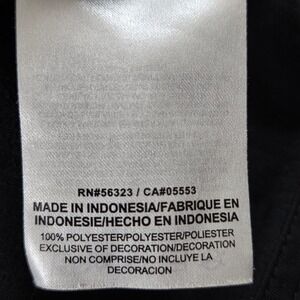 RN#56323 / CA#05553
MADE IN INDONESIA/FABRIQUE EN
INDONESIE/HECHO EN INDONESIA
100% POLYESTER/POLYESTER/POLIESTER
EXCLUSIVE OF DECORATION/DECORATION
NON COMPRISE/NO INCLUYE LA
DECORACION